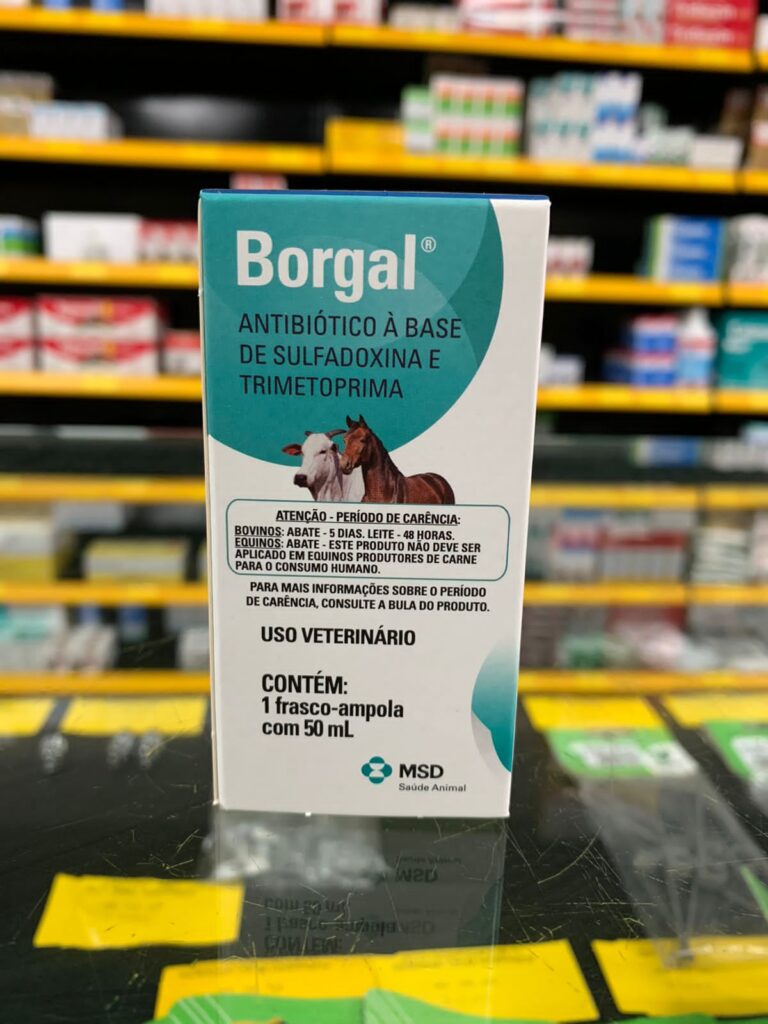 Borgal®
ANTIBIÓTICO À BASE
DE SULFADOXINA E
TRIMETOPRIMA
ATENÇÃO - PERÍODO DE CARÊNCIA:
BOVINOS: ABATE - 5 DIAS. LEITE - 48 HORAS.
EQUINOS: ABATE - ESTE PRODUTO NÃO DEVE SER
APLICADO EM EQUINOS PRODUTORES DE CARNE
PARA O CONSUMO HUMANO.
PARA MAIS INFORMAÇÕES SOBRE O PERÍODO
DE CARÊNCIA, CONSULTE A BULA DO PRODUTO.
USO VETERINÁRIO
CONTÉM:
1 frasco-ampola
com 50 mL
MSD
Saúde Animal